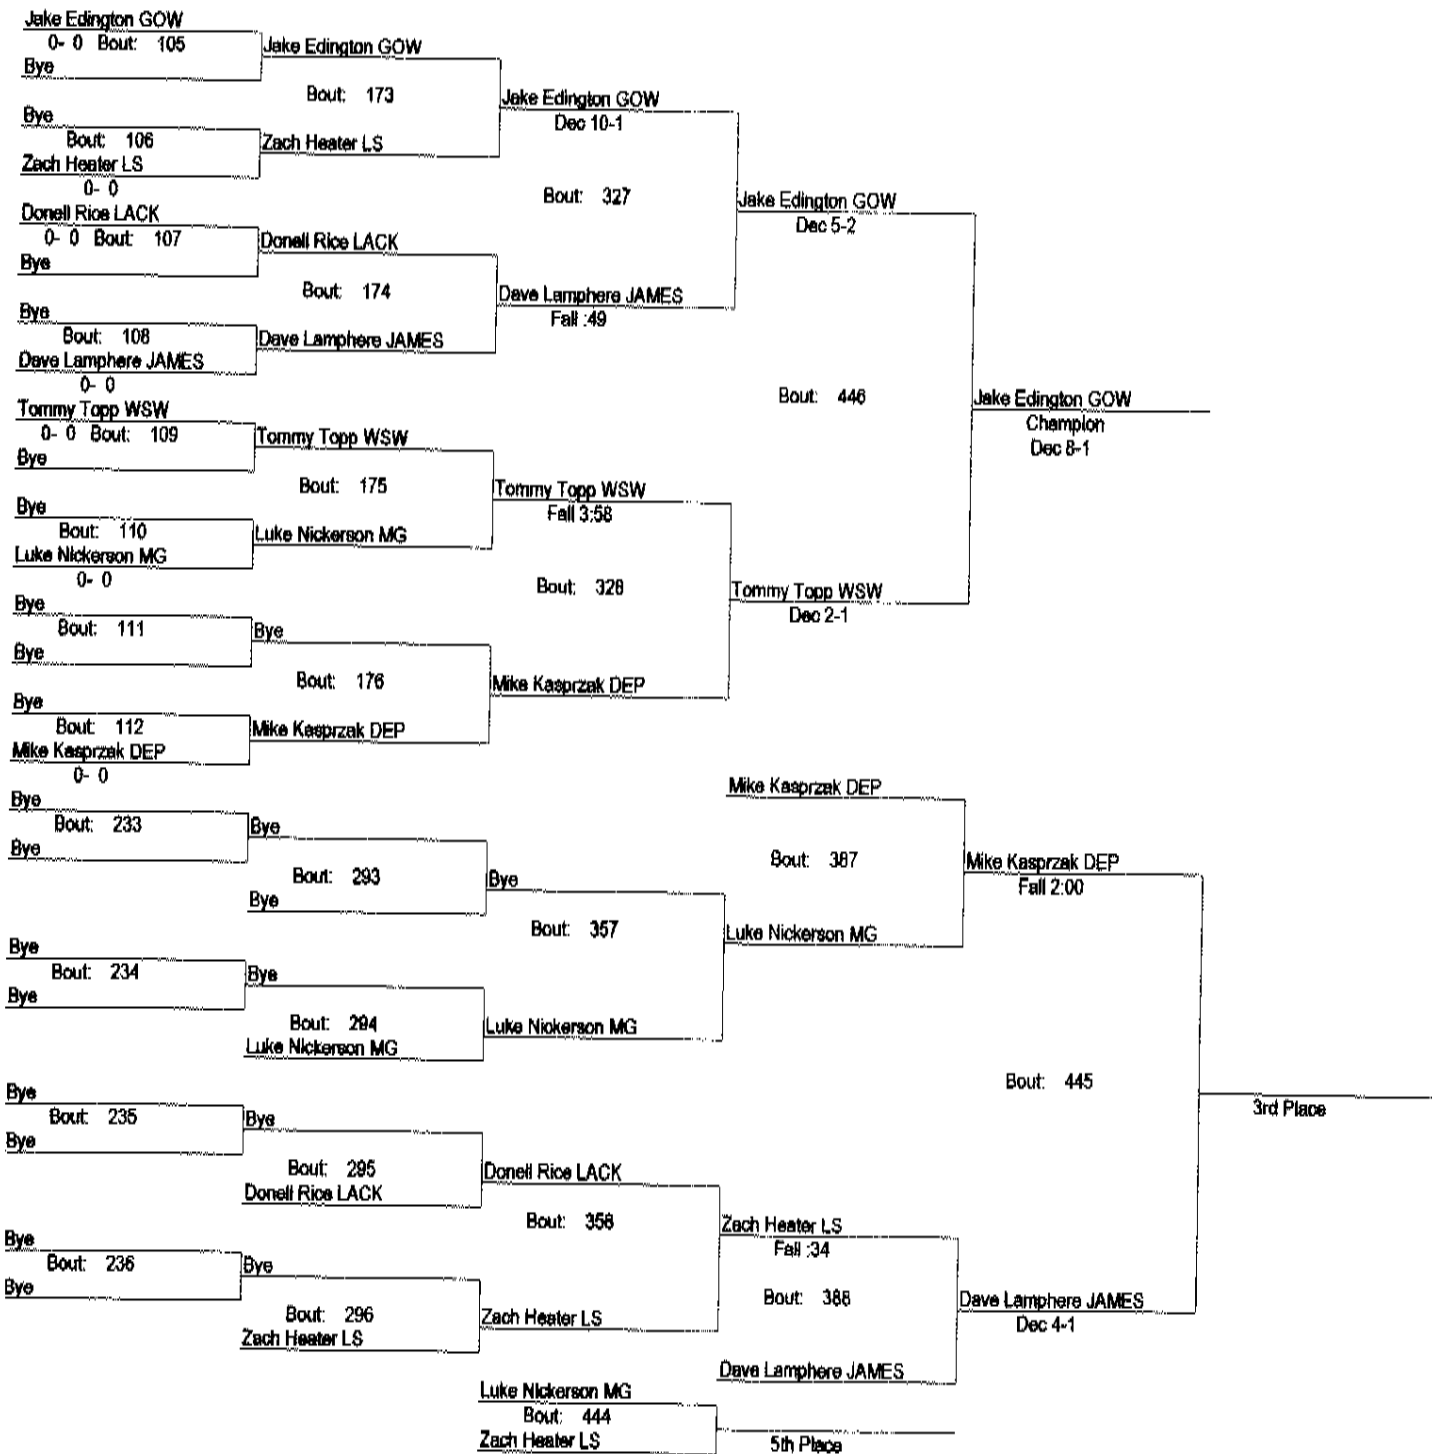 Jake Edington GOW
0- 0 Bout: 105
Bye
Jake Edington GOW
Bout: 173
Bye
Bout: 106
Zach Heater LS
0- 0
Zach Heater LS
Jake Edington GOW
Dec 10-1
Bout: 327
Donell Rice LACK
0- 0 Bout: 107
Bye
Donell Rice LACK
Bout: 174
Bye
Bout: 108
Dave Lamphere JAMES
0- 0
Dave Lamphere JAMES
Dave Lamphere JAMES
Fall :49
Jake Edington GOW
Dec 5-2
Bout: 446
Jake Edington GOW
Champion
Dec 8-1
Tommy Topp WSW
0- 0 Bout: 109
Bye
Tommy Topp WSW
Bout: 175
Bye
Bout: 110
Luke Nickerson MG
0- 0
Luke Nickerson MG
Tommy Topp WSW
Fall 3:58
Bout: 328
Tommy Topp WSW
Dec 2-1
Bye
Bout: 111
Bye
Bye
Bout: 176
Bye
Bout: 112
Mike Kasprzak DEP
0- 0
Mike Kasprzak DEP
Mike Kasprzak DEP
Bye
Bout: 233
Bye
Bye
Bout: 293
Bye
Bye
Bout: 357
Bye
Bout: 234
Bye
Bye
Bout: 294
Luke Nickerson MG
Luke Nickerson MG
Mike Kasprzak DEP
Bout: 387
Luke Nickerson MG
Mike Kasprzak DEP
Fall 2:00
Bout: 445
3rd Place
Bye
Bout: 235
Bye
Bye
Bout: 295
Donell Rice LACK
Donell Rice LACK
Bout: 358
Bye
Bout: 236
Bye
Bye
Bout: 296
Zach Heater LS
Zach Heater LS
Zach Heater LS
Fall :34
Bout: 388
Dave Lamphere JAMES
Dave Lamphere JAMES
Dec 4-1
Luke Nickerson MG
Bout: 444
Zach Heater LS
5th Place